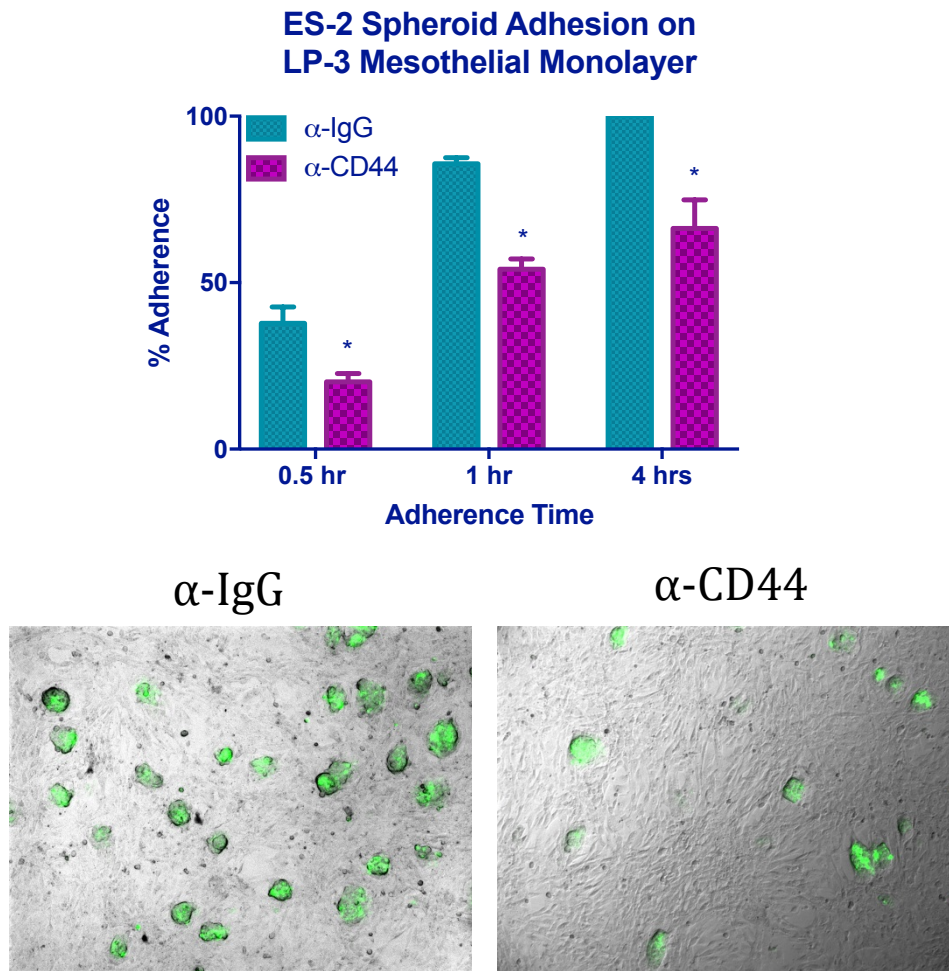 ES-2 Spheroid Adhesion on
LP-3 Mesothelial Monolayer
100
50
0
% Adherence
α-IgG
α-CD44
*
*
*
0.5 hr
1 hr
4 hrs
Adherence Time
α-IgG
α-CD44